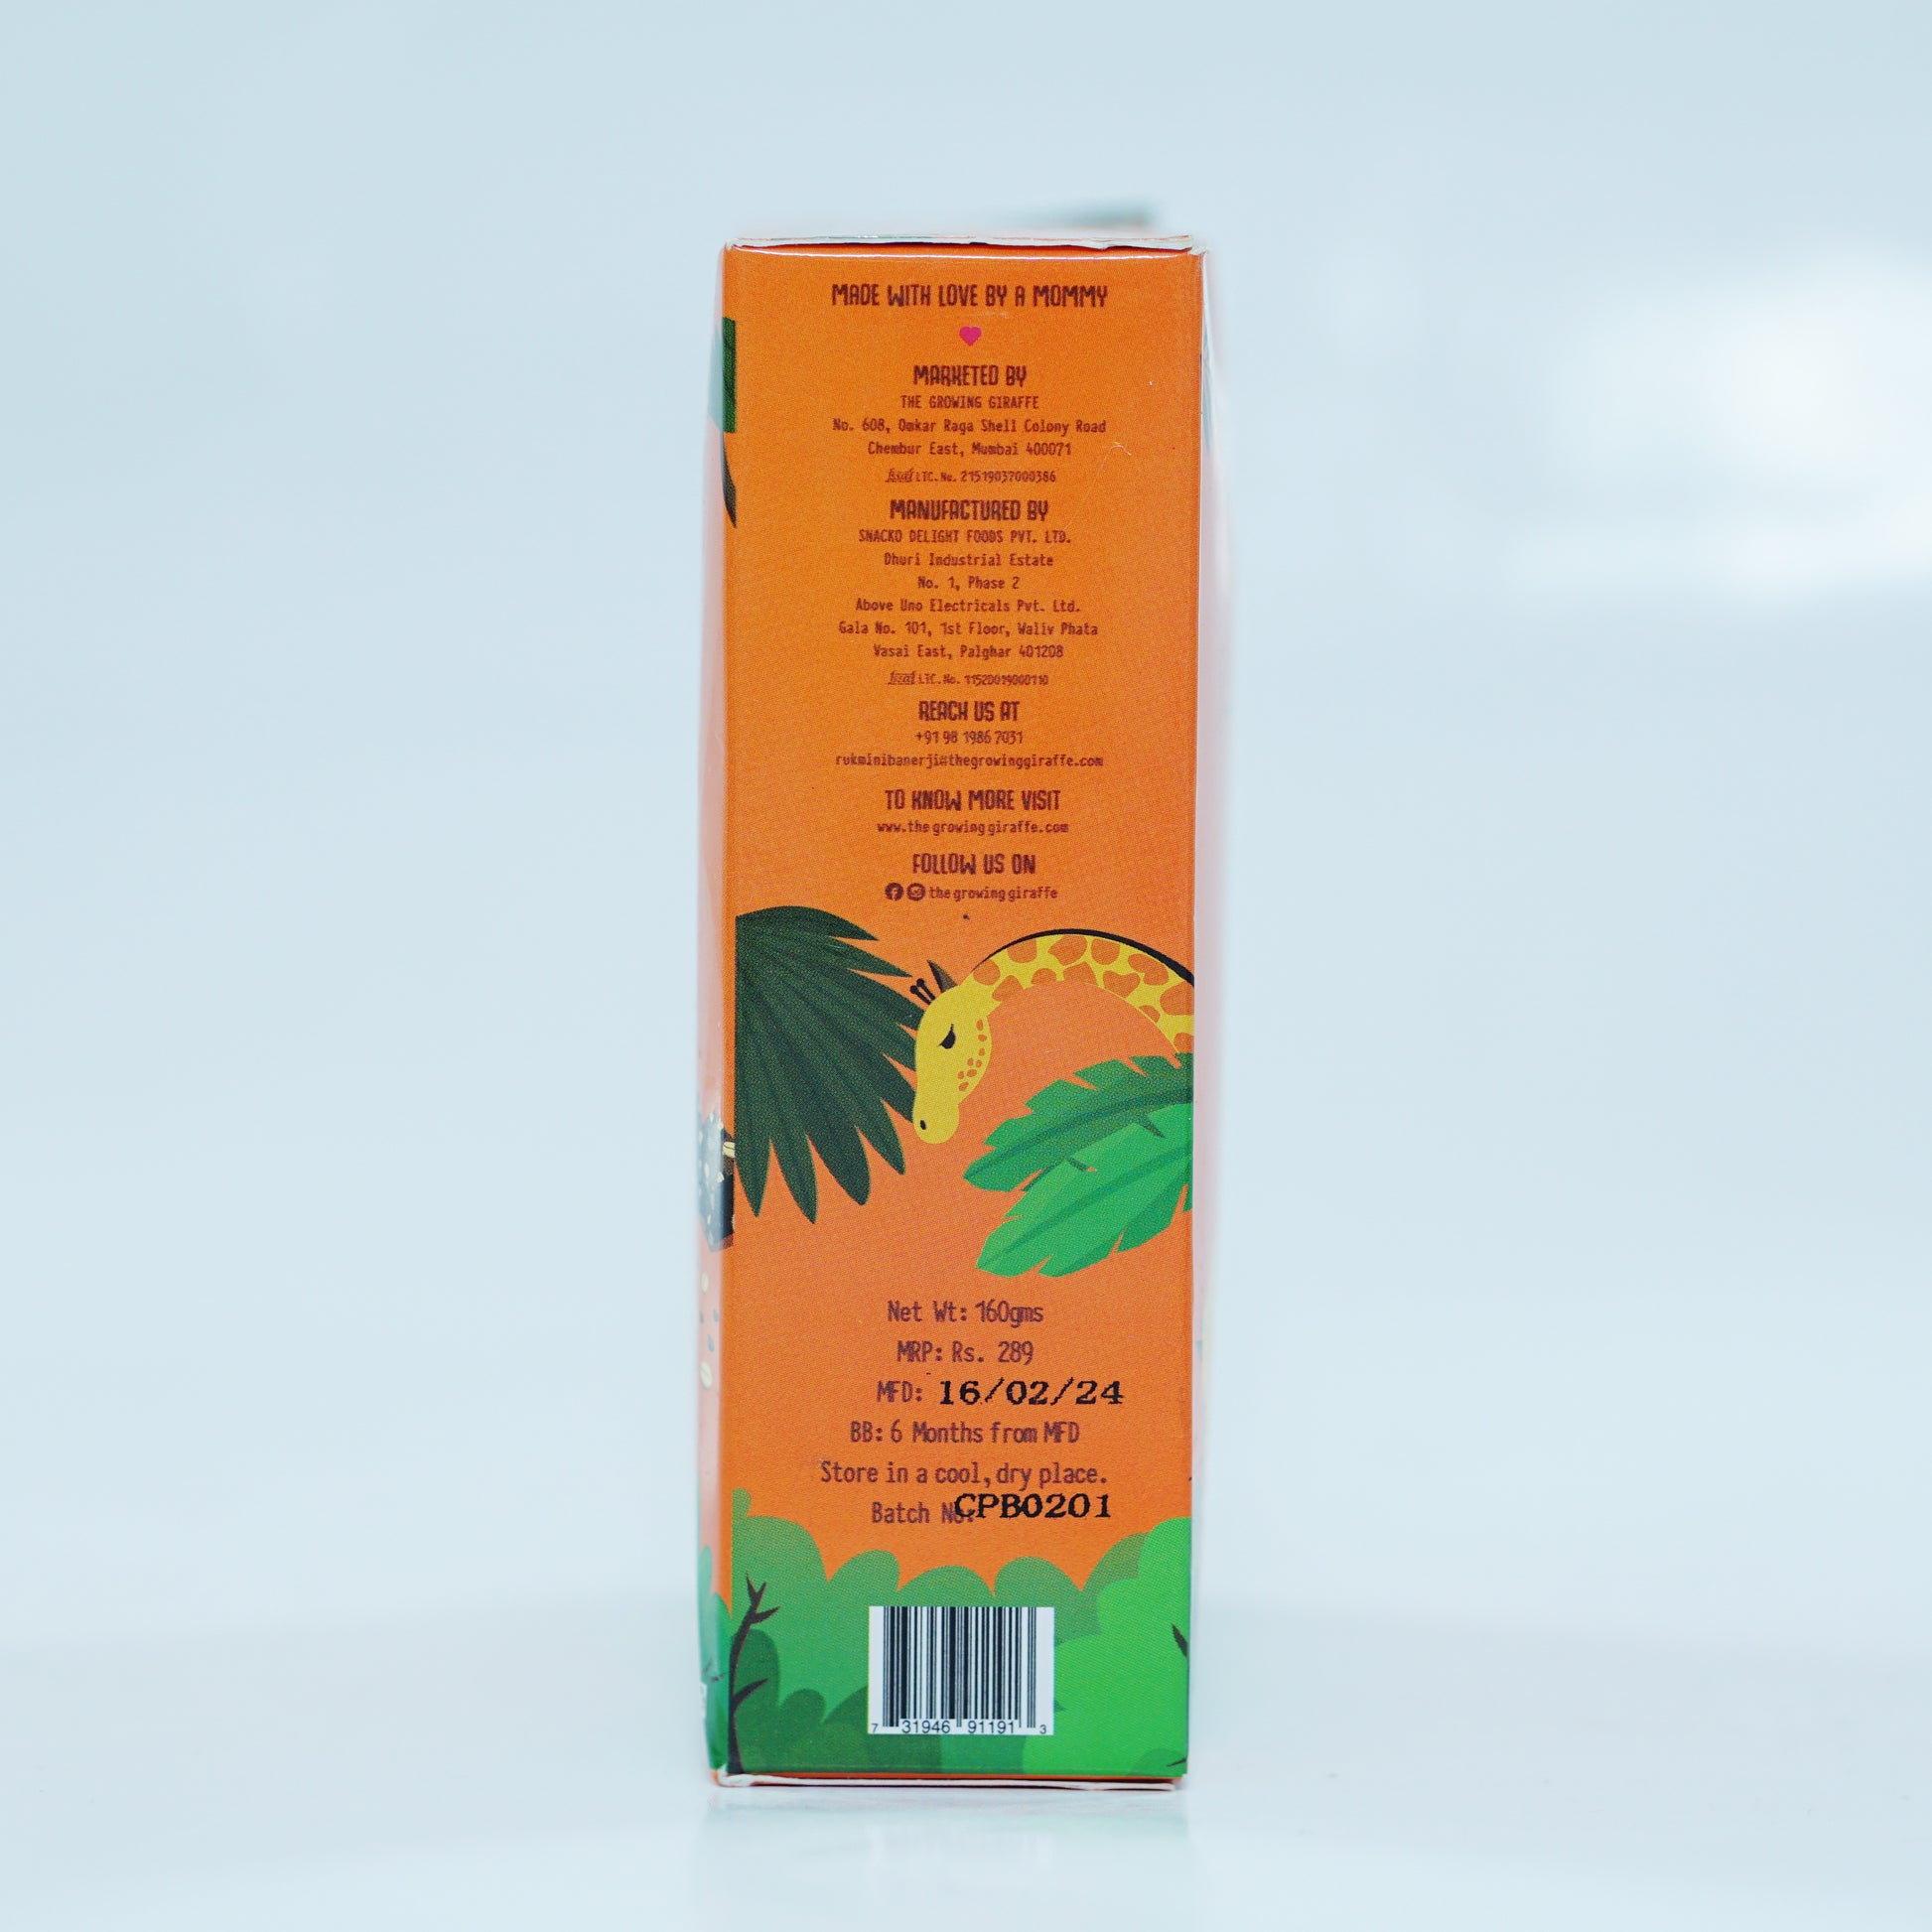 MADE WITH LOVE BY A MOMMY
MARKETED BY
THE GROWING GIRAFFE
No. 608, Omkar Raga Shell Colony Road
Chembur East, Mumbai 400071
fssai LIC. No. 21519037000386
MANUFACTURED BY
SNACKO DELIGHT FOODS PVT. LTD.
Dhuri Industrial Estate
No. 1, Phase 2
Above Uno Electricals Pvt. Ltd.
Gala No. 101, 1st Floor, Waliv Phata
Vasai East, Palghar 401208
fssai LIC. No. 11520019000110
REACH US AT
+91 98 1986 7031
rukminibanerji@thegrowinggiraffe.com
TO KNOW MORE VISIT
www.thegrowinggiraffe.com
FOLLOW US ON
thegrowinggiraffe
Net Wt: 160gms
MRP: Rs. 289
MFD: 16/02/24
BB: 6 Months from MFD
Store in a cool, dry place.
Batch No: CPB0201
7 31946 91191 3